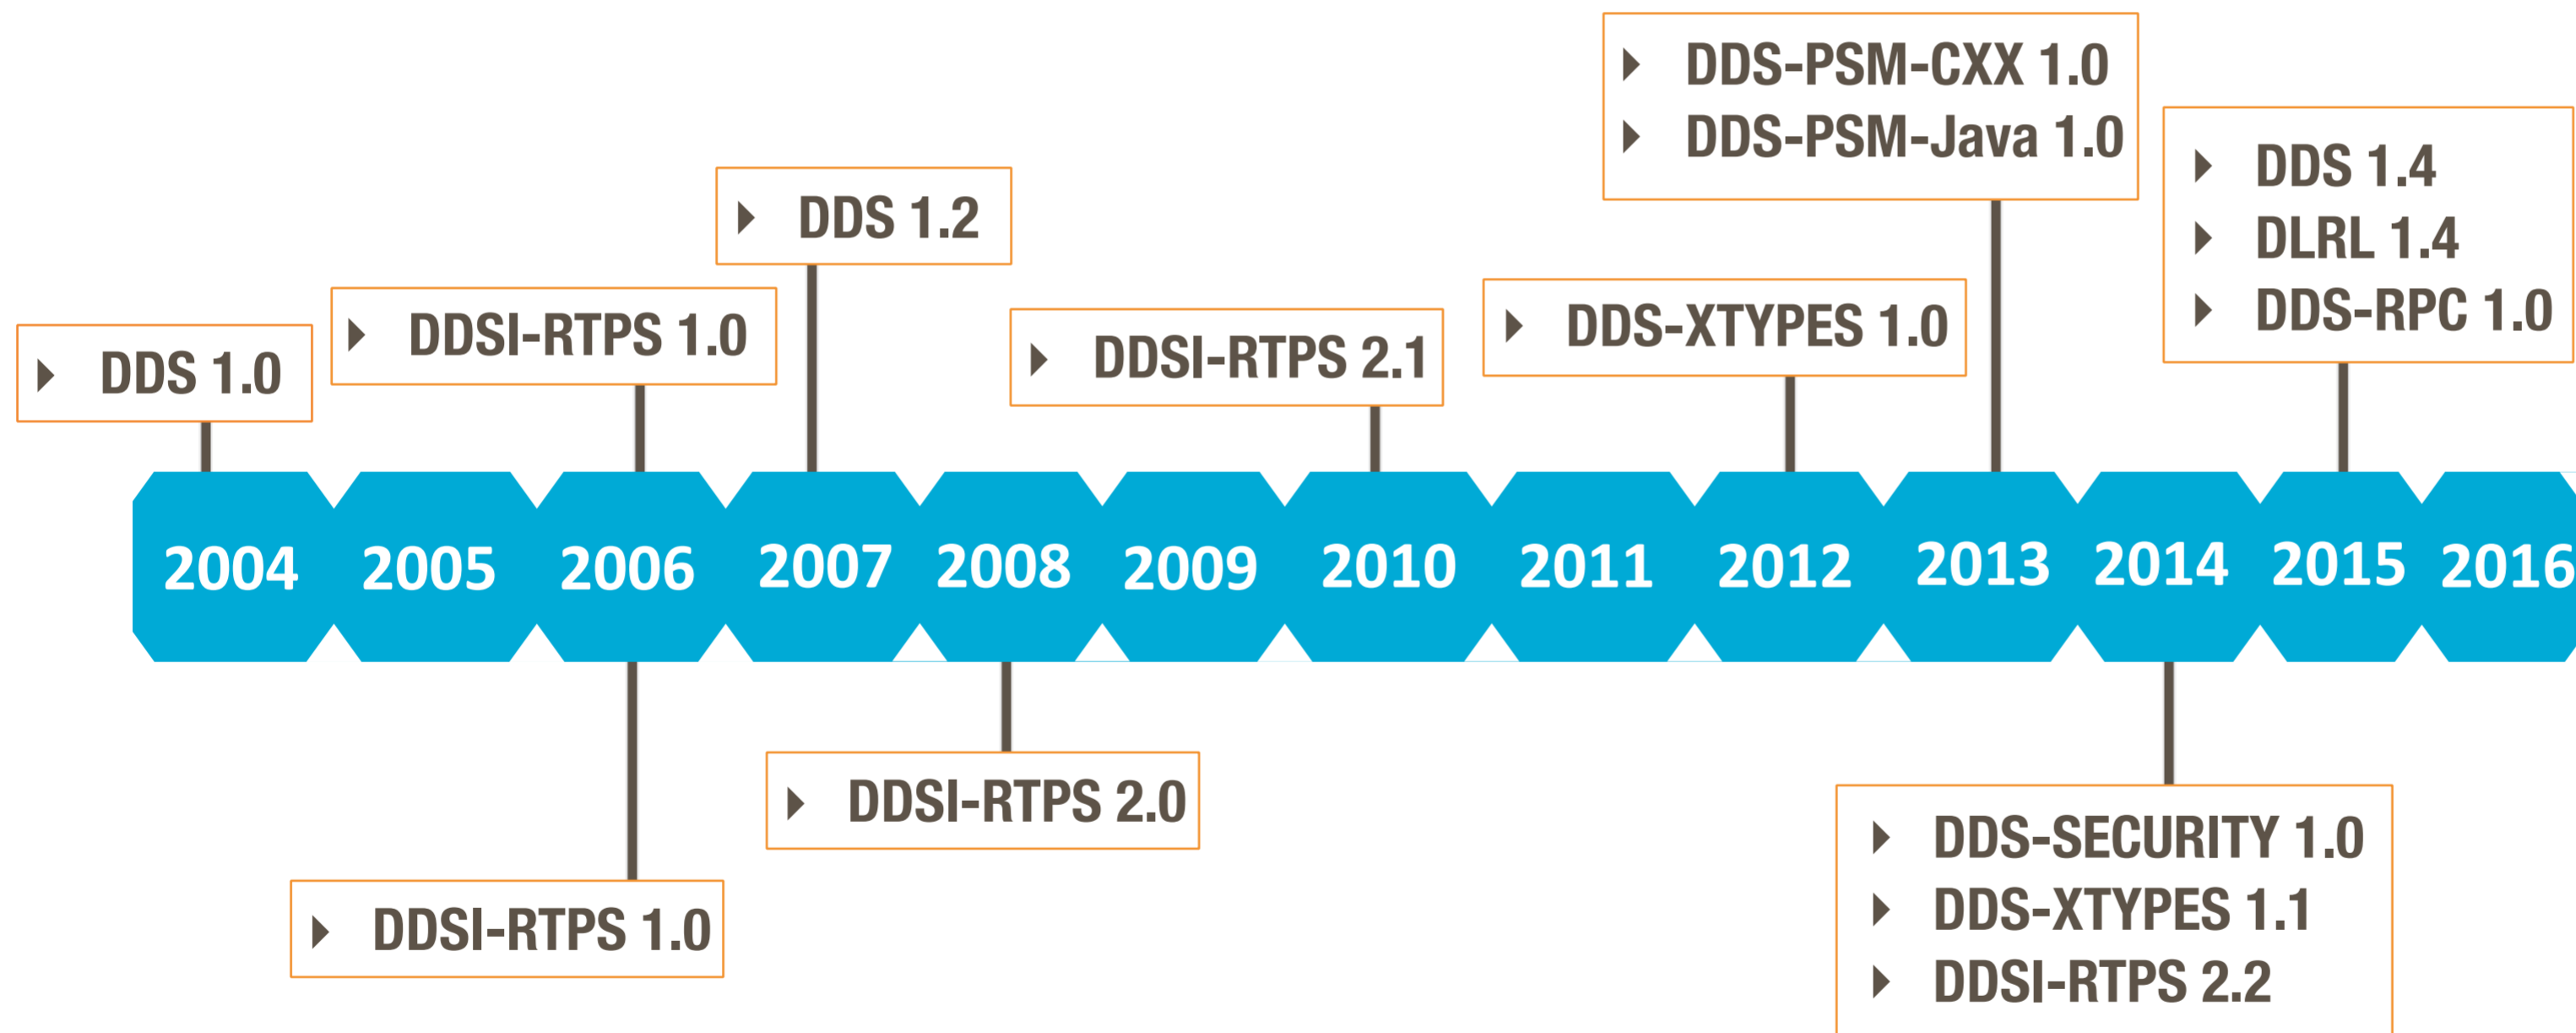 DDS-PSM-CXX 1.0
DDS-PSM-Java 1.0
DDS 1.4
DLRL 1.4
DDS-RPC 1.0
DDS 1.2
DDSI-RTPS 1.0
DDS-XTYPES 1.0
DDSI-RTPS 2.1
DDS 1.0
2004 2005 2006 2007 2008 2009 2010 2011 2012 2013 2014 2015 2016
DDSI-RTPS 2.0
DDSI-RTPS 1.0
DDS-SECURITY 1.0
DDS-XTYPES 1.1
DDSI-RTPS 2.2